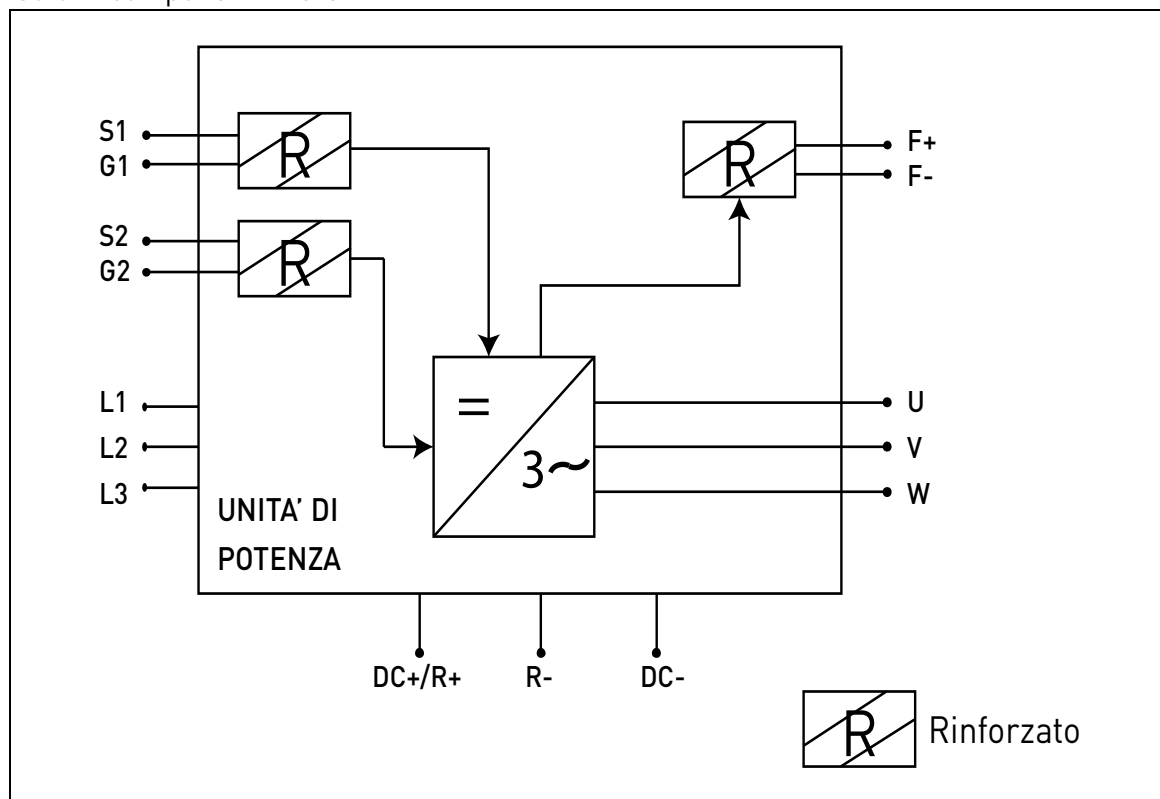 S1
G1
R
S2
G2
R
R
F+
F-
L1
L2
L3
=
3~
U
V
W
UNITA' DI
POTENZA
DC+/R+
R-
DC-
R
Rinforzato